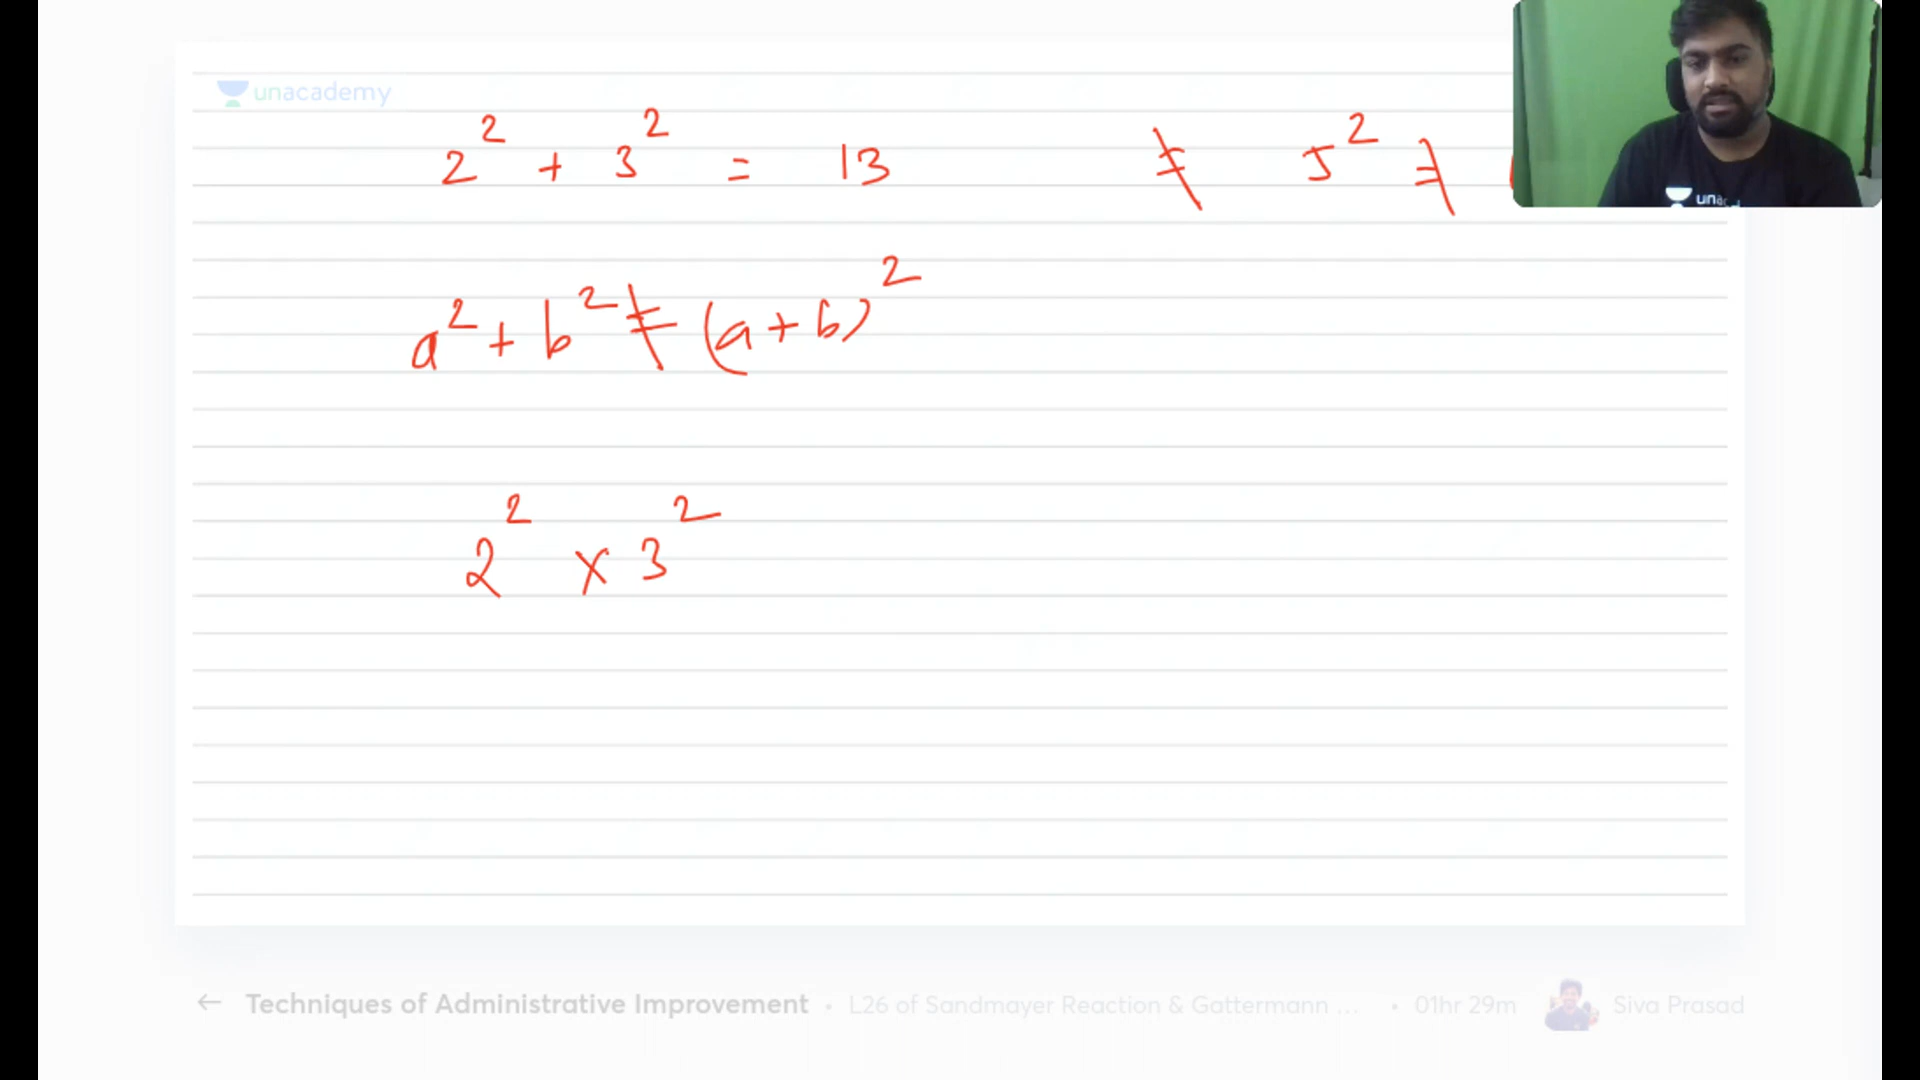 unacademy
2² + 3² = 13 ≠ 5² ≠
a² + b² ≠ (a + b)²
2² × 3²
← Techniques of Administrative Improvement • L26 of Sandmayer Reaction & Gattermann ... • 01hr 29m Siva Prasad